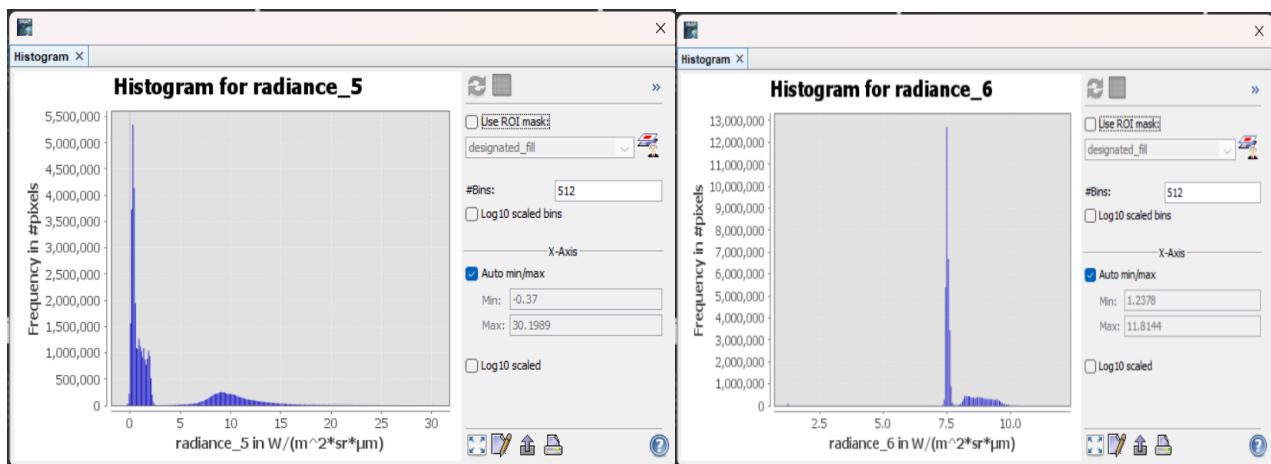 Histogram ×
Histogram for radiance_5
Frequency in #pixels
5,500,000
5,000,000
4,500,000
4,000,000
3,500,000
3,000,000
2,500,000
2,000,000
1,500,000
1,000,000
500,000
0
0 5 10 15 20 25 30
radiance_5 in W/(m^2*sr*µm)
»
Use ROI mask:
designated_fill
#Bins: 512
Log10 scaled bins
X-Axis
Auto min/max
Min: -0.37
Max: 30.1989
Log10 scaled
Histogram ×
Histogram for radiance_6
Frequency in #pixels
13,000,000
12,000,000
11,000,000
10,000,000
9,000,000
8,000,000
7,000,000
6,000,000
5,000,000
4,000,000
3,000,000
2,000,000
1,000,000
0
2.5 5.0 7.5 10.0
radiance_6 in W/(m^2*sr*µm)
»
Use ROI mask:
designated_fill
#Bins: 512
Log10 scaled bins
X-Axis
Auto min/max
Min: 1.2378
Max: 11.8144
Log10 scaled